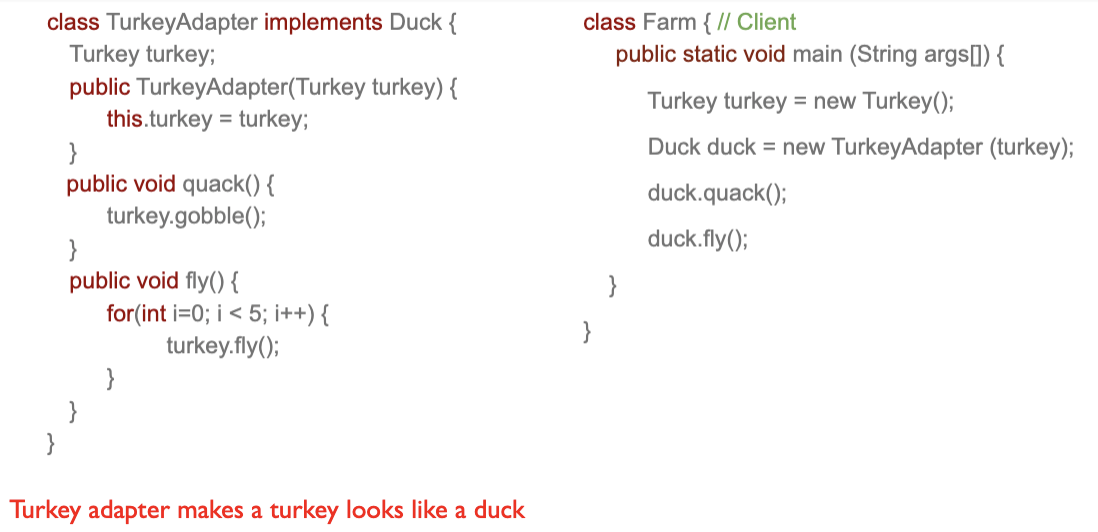 class TurkeyAdapter implements Duck {
Turkey turkey;
public TurkeyAdapter(Turkey turkey) {
this.turkey = turkey;
}
public void quack() {
turkey.gobble();
}
public void fly() {
for(int i=0; i < 5; i++) {
turkey.fly();
}
}
}
class Farm { // Client
public static void main (String args[]) {
Turkey turkey = new Turkey();
Duck duck = new TurkeyAdapter (turkey);
duck.quack();
duck.fly();
}
}
Turkey adapter makes a turkey looks like a duck